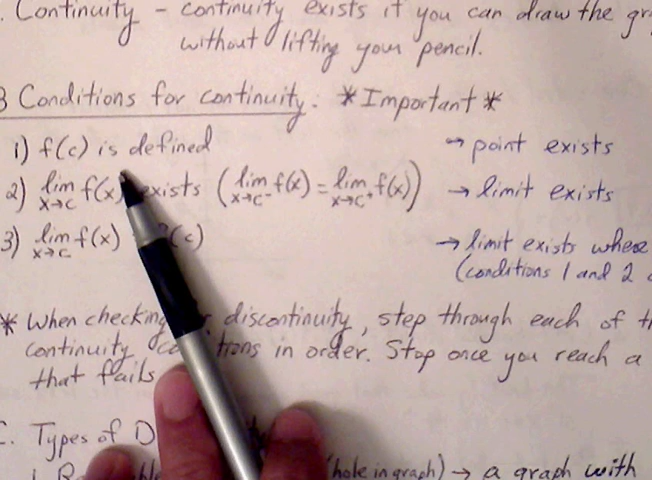 . Continuity - continuity exists if you can draw the
without lifting your pencil.
3 Conditions for continuity: *Important*
1) f(c) is defined → point exists
2) lim x→c f(x) exists (lim x→c⁻ f(x) = lim x→c⁺ f(x)) → limit exists
3) lim x→c f(x) (c) → limit exists where
(conditions 1 and 2
* When checking discontinuity, step through each of
continuity in order. Stop once you reach a
that fails
C. Types of
(hole in graph) → a graph with